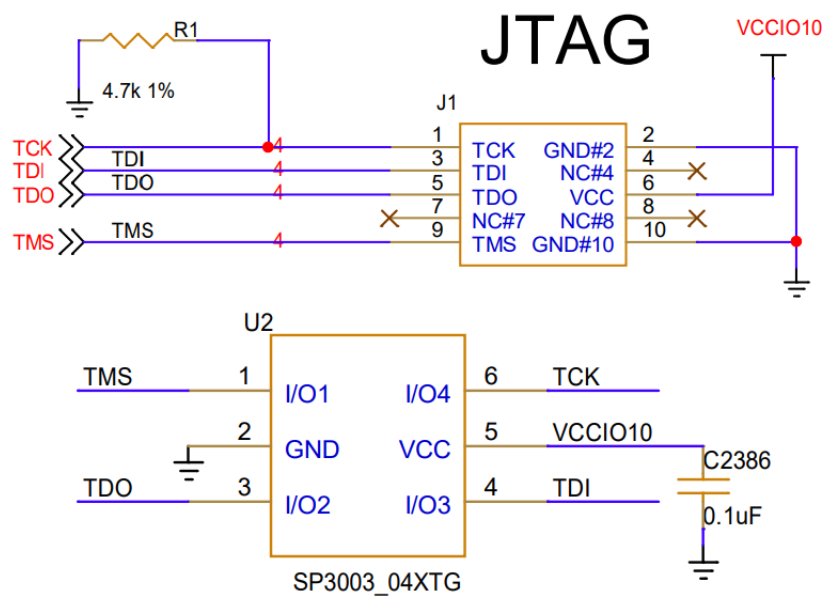 JTAG
VCCIO10
R1
4.7k 1%
J1
TCK 4 1 TCK GND#2 2
TDI TDI 4 3 TDI NC#4 4
TDO TDO 4 5 TDO VCC 6
7 NC#7 NC#8 8
TMS TMS 4 9 TMS GND#10 10
U2
TMS 1 I/O1 I/O4 6 TCK
2 GND VCC 5 VCCIO10
C2386
TDO 3 I/O2 I/O3 4 TDI
0.1uF
SP3003_04XTG